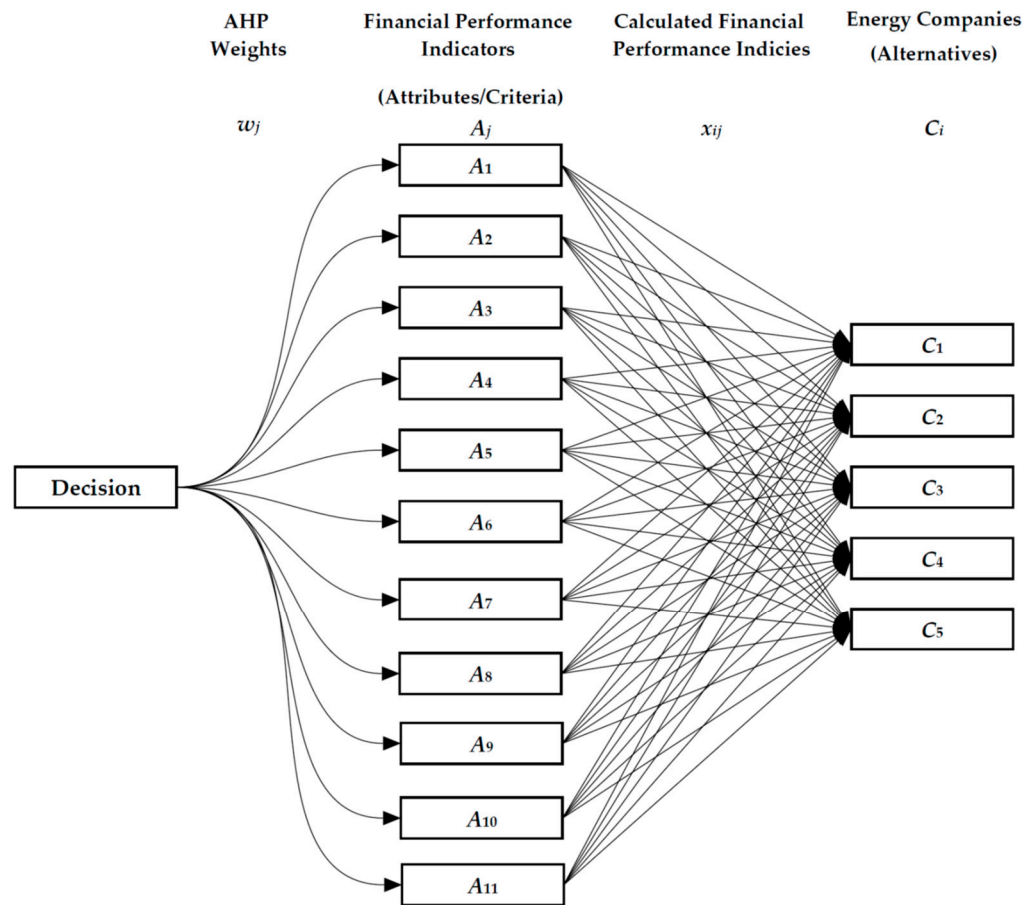 AHP
Weights
wj
Financial Performance
Indicators
(Attributes/Criteria)
Aj
Calculated Financial
Performance Indicies
xij
Energy Companies
(Alternatives)
Ci
Decision
A1
A2
A3
A4
A5
A6
A7
A8
A9
A10
A11
C1
C2
C3
C4
C5